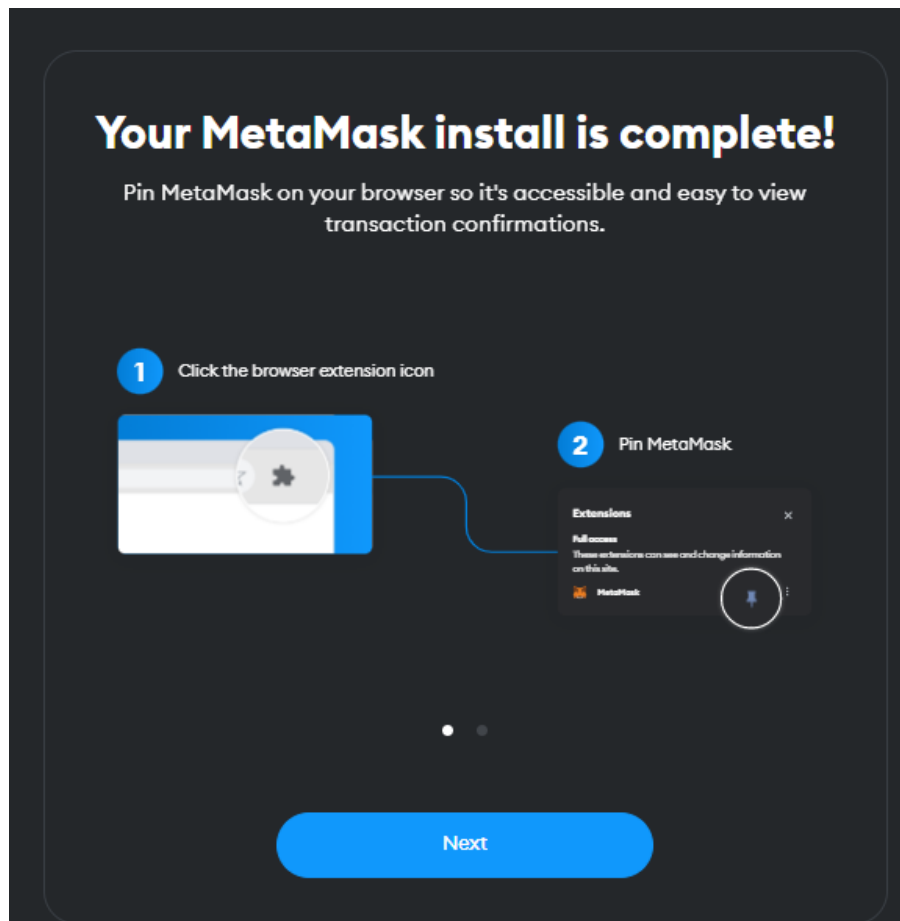 Your MetaMask install is complete!
Pin MetaMask on your browser so it's accessible and easy to view
transaction confirmations.
1
Click the browser extension icon
2
Pin MetaMask
Extensions
Full access
These extensions can see and change information
on this site.
MetaMask
Next